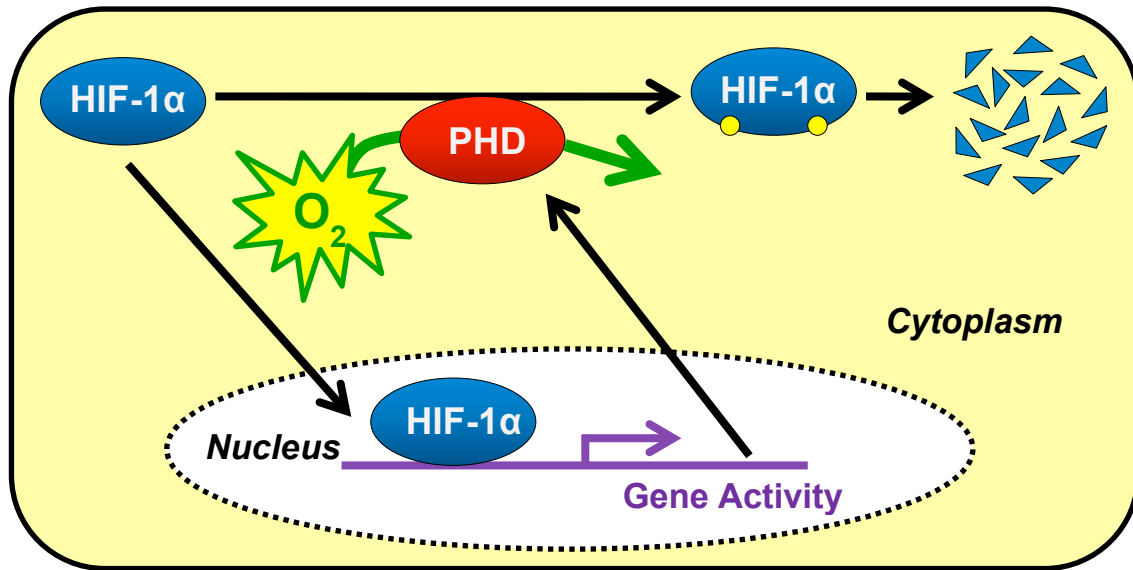 HIF-1α
HIF-1α
PHD
O₂
Cytoplasm
HIF-1α
Nucleus
Gene Activity